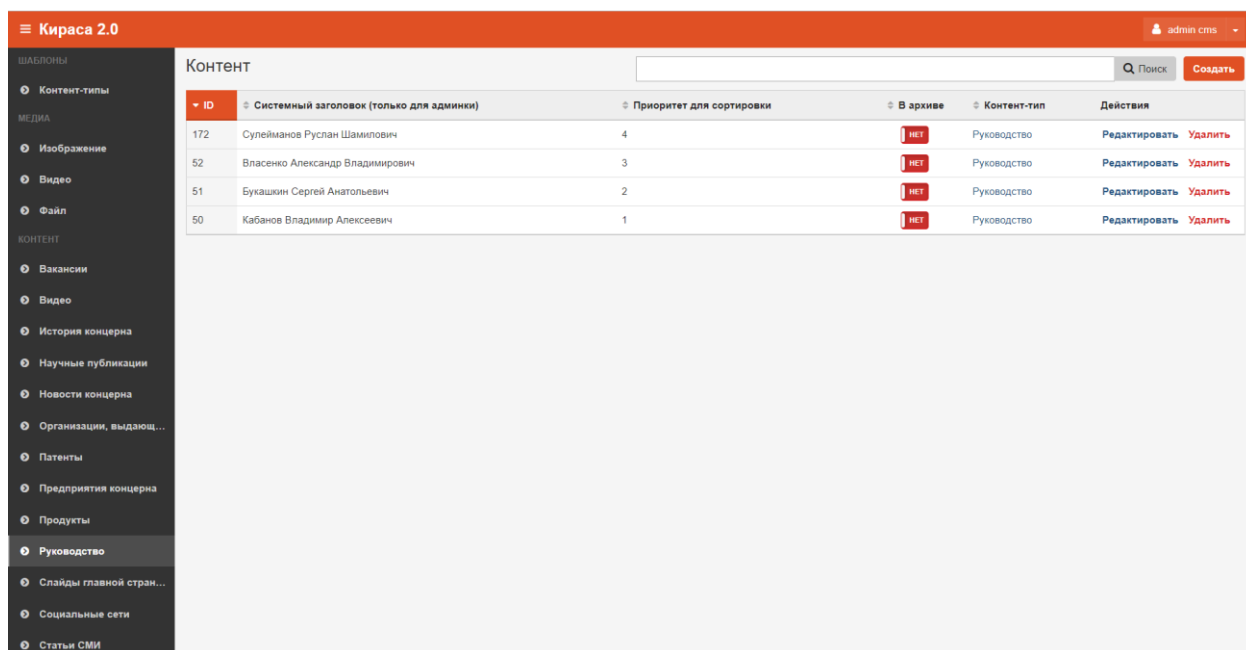 Кираса 2.0
admin cms
ШАБЛОНЫ
Контент-типы
МЕДИА
Изображение
Видео
Файл
КОНТЕНТ
Вакансии
Видео
История концерна
Научные публикации
Новости концерна
Организации, выдающ...
Патенты
Предприятия концерна
Продукты
Руководство
Слайды главной стран...
Социальные сети
Статьи СМИ
Контент
Поиск Создать
ID Системный заголовок (только для админки) Приоритет для сортировки В архиве Контент-тип Действия
172 Сулейманов Руслан Шамилович 4 НЕТ Руководство Редактировать Удалить
52 Власенко Александр Владимирович 3 НЕТ Руководство Редактировать Удалить
51 Букашкин Сергей Анатольевич 2 НЕТ Руководство Редактировать Удалить
50 Кабанов Владимир Алексеевич 1 НЕТ Руководство Редактировать Удалить